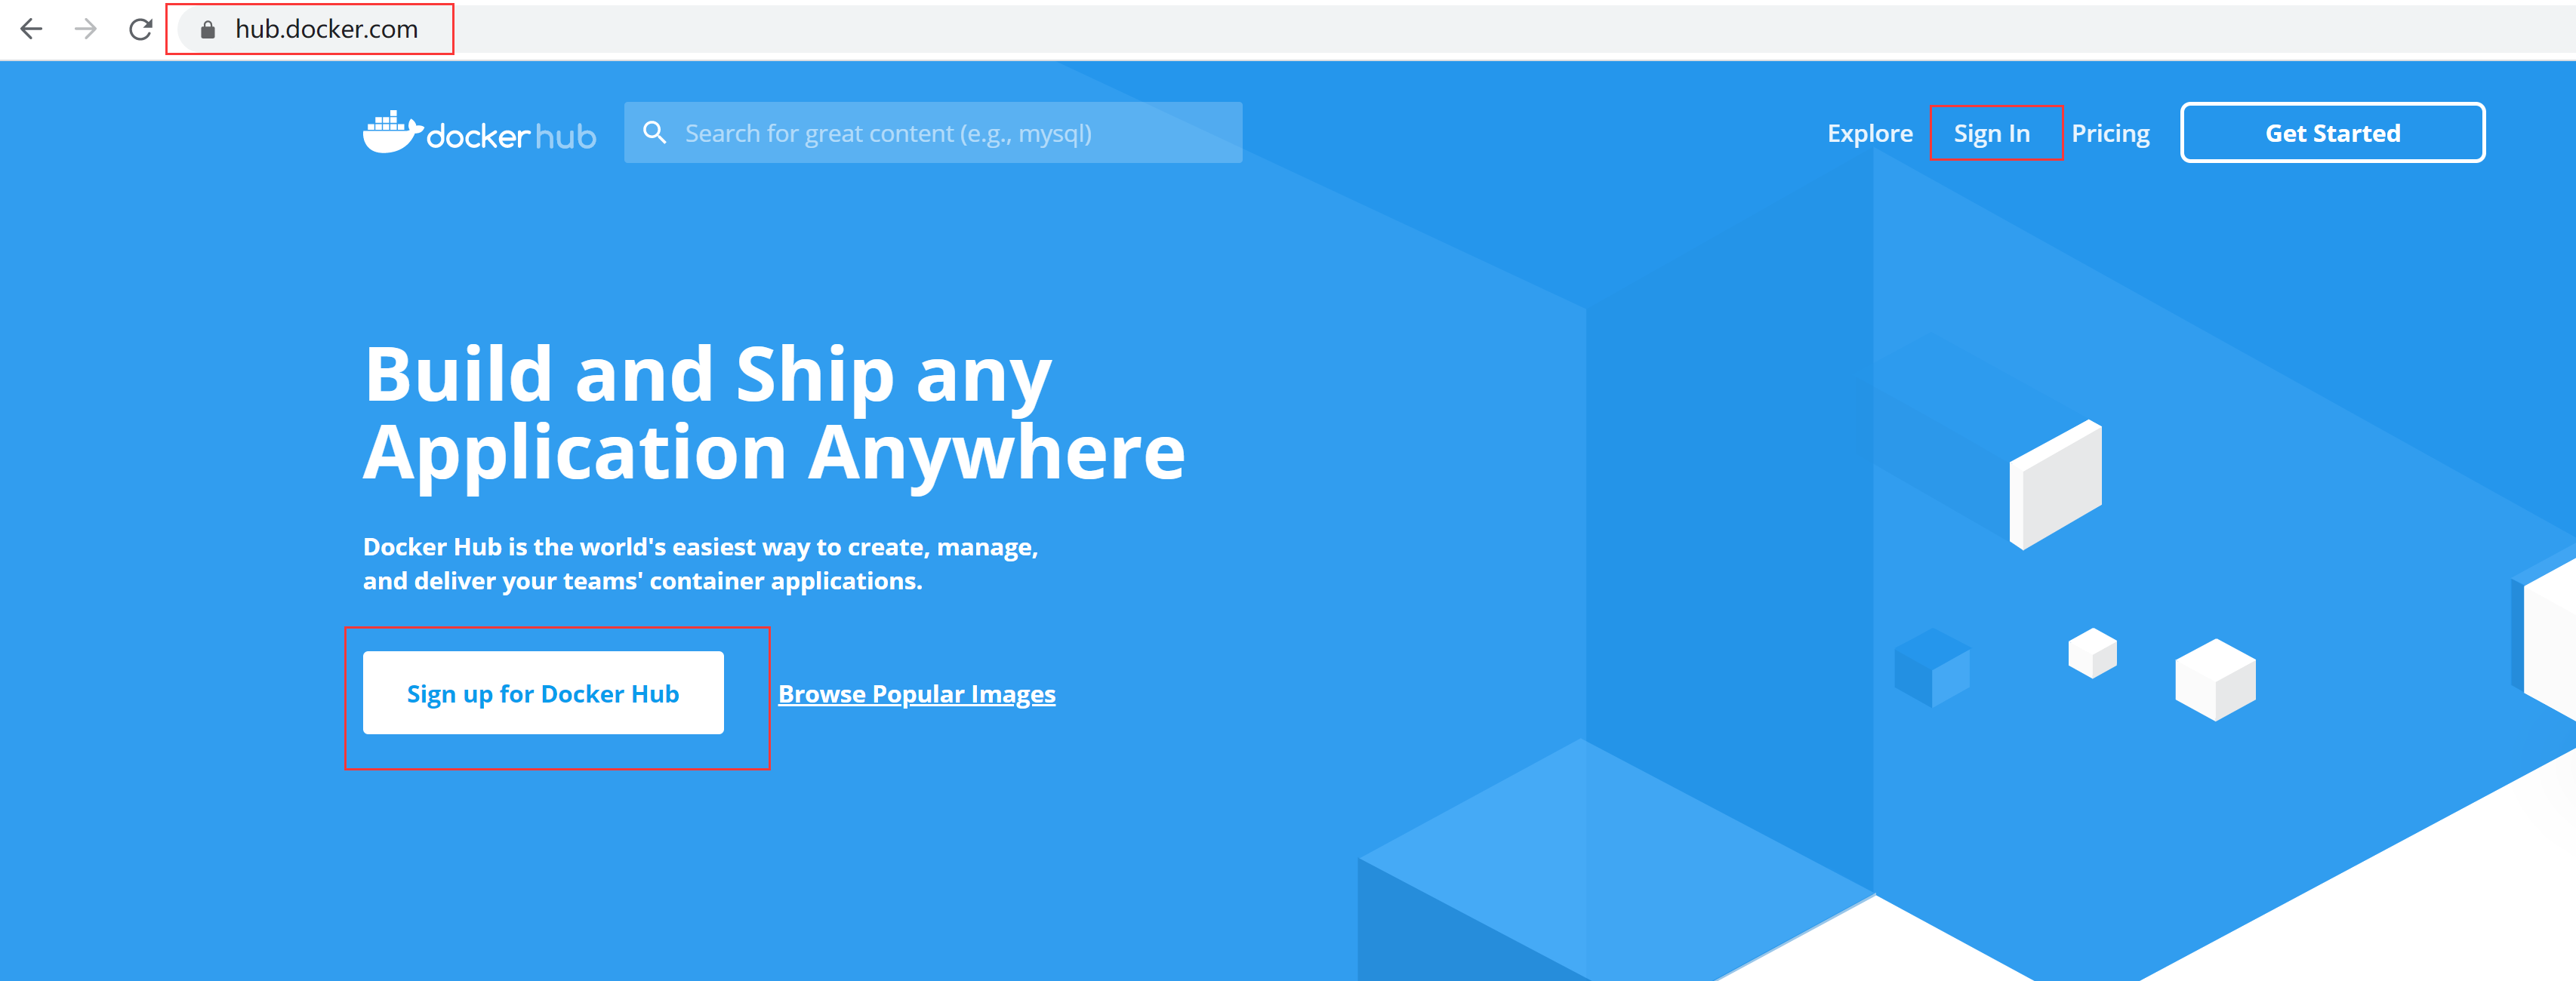 hub.docker.com
docker hub
Search for great content (e.g., mysql)
Explore
Sign In
Pricing
Get Started
Build and Ship any
Application Anywhere
Docker Hub is the world's easiest way to create, manage,
and deliver your teams' container applications.
Sign up for Docker Hub
Browse Popular Images